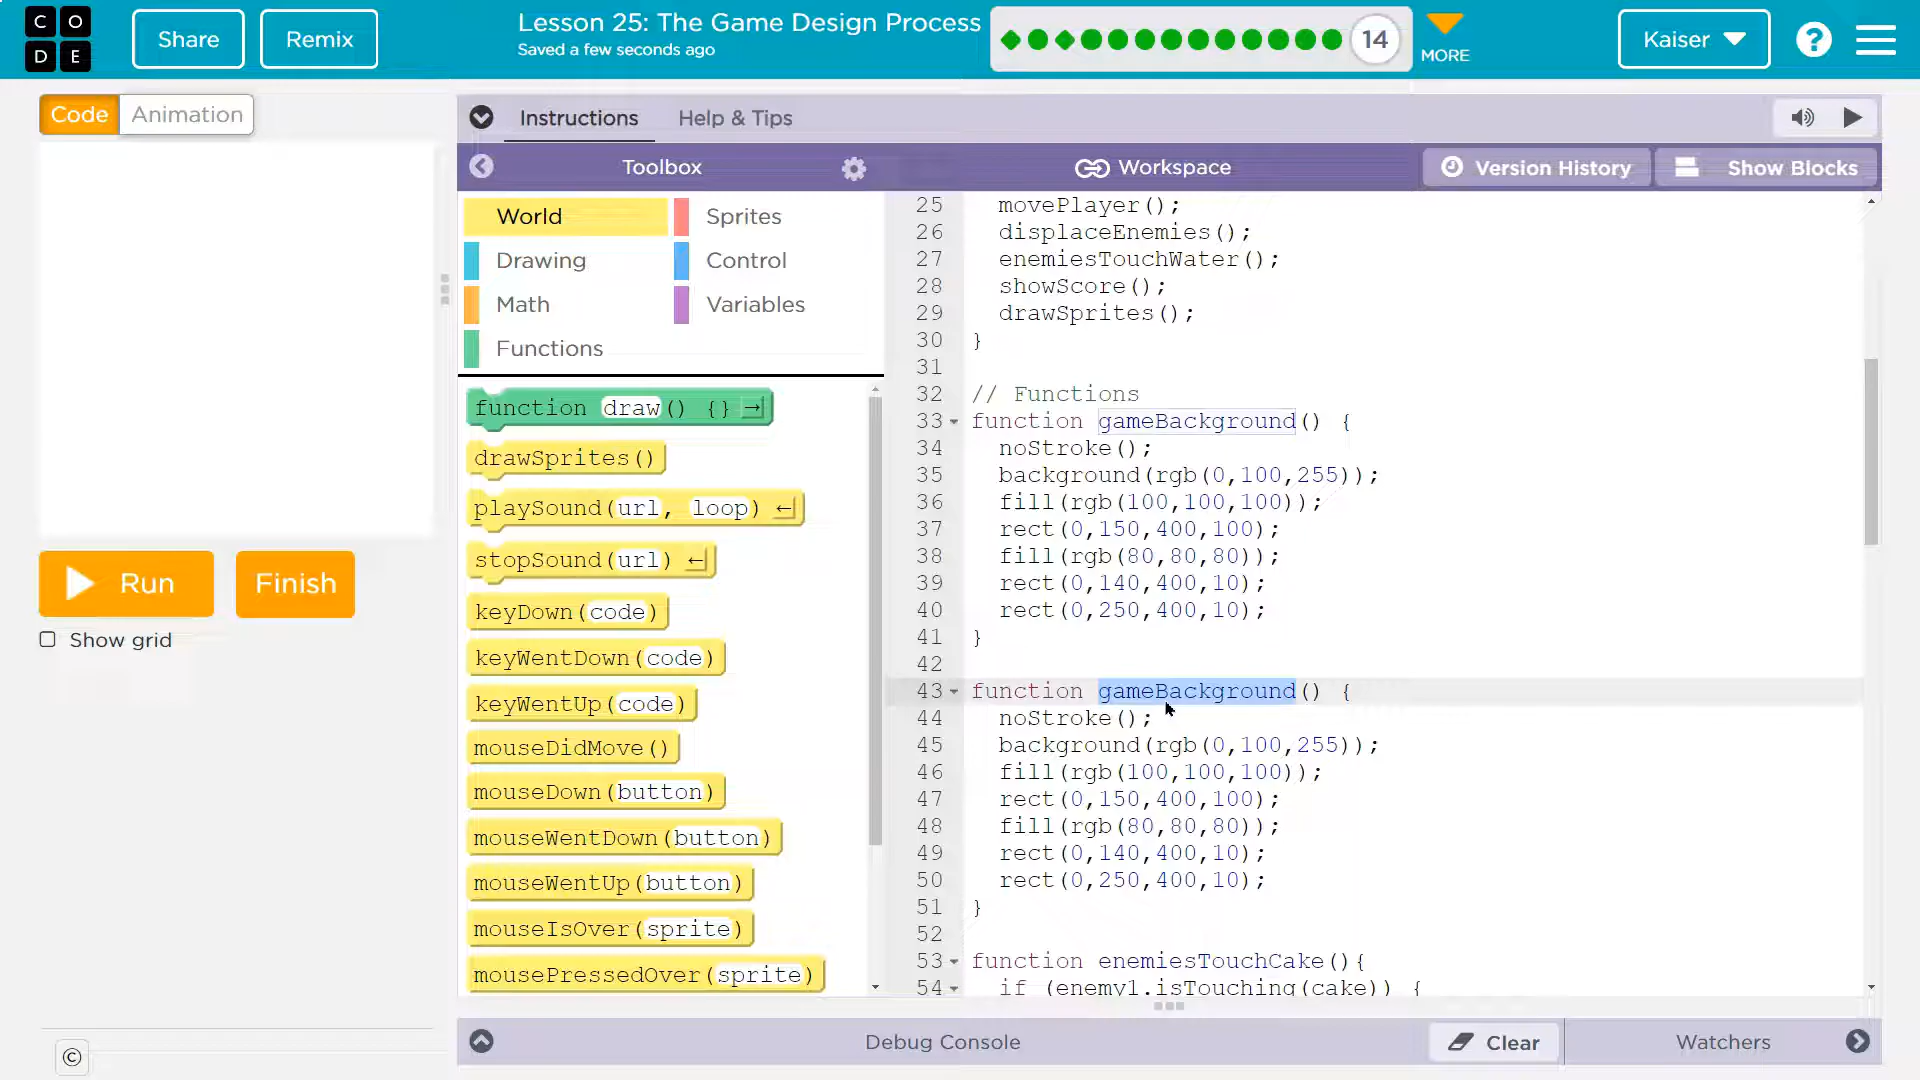 C O D E
Share
Remix
Lesson 25: The Game Design Process
Saved a few seconds ago
14
MORE
Kaiser
?
Code
Animation
Run
Finish
Show grid
©
Instructions
Help & Tips
Toolbox
World
Sprites
Drawing
Control
Math
Variables
Functions
function draw() {} →
drawSprites()
playSound(url, loop) ←
stopSound(url) ←
keyDown(code)
keyWentDown(code)
keyWentUp(code)
mouseDidMove()
mouseDown(button)
mouseWentDown(button)
mouseWentUp(button)
mouseIsOver(sprite)
mousePressedOver(sprite)
Workspace
Version History
Show Blocks
25 movePlayer();
26 displaceEnemies();
27 enemiesTouchWater();
28 showScore();
29 drawSprites();
30 }
31
32 // Functions
33 function gameBackground() {
34 noStroke();
35 background(rgb(0,100,255));
36 fill(rgb(100,100,100));
37 rect(0,150,400,100);
38 fill(rgb(80,80,80));
39 rect(0,140,400,10);
40 rect(0,250,400,10);
41 }
42
43 function gameBackground() {
44 noStroke();
45 background(rgb(0,100,255));
46 fill(rgb(100,100,100));
47 rect(0,150,400,100);
48 fill(rgb(80,80,80));
49 rect(0,140,400,10);
50 rect(0,250,400,10);
51 }
52
53 function enemiesTouchCake(){
54 if (enemy1.isTouching(cake)) {
Debug Console
Clear
Watchers